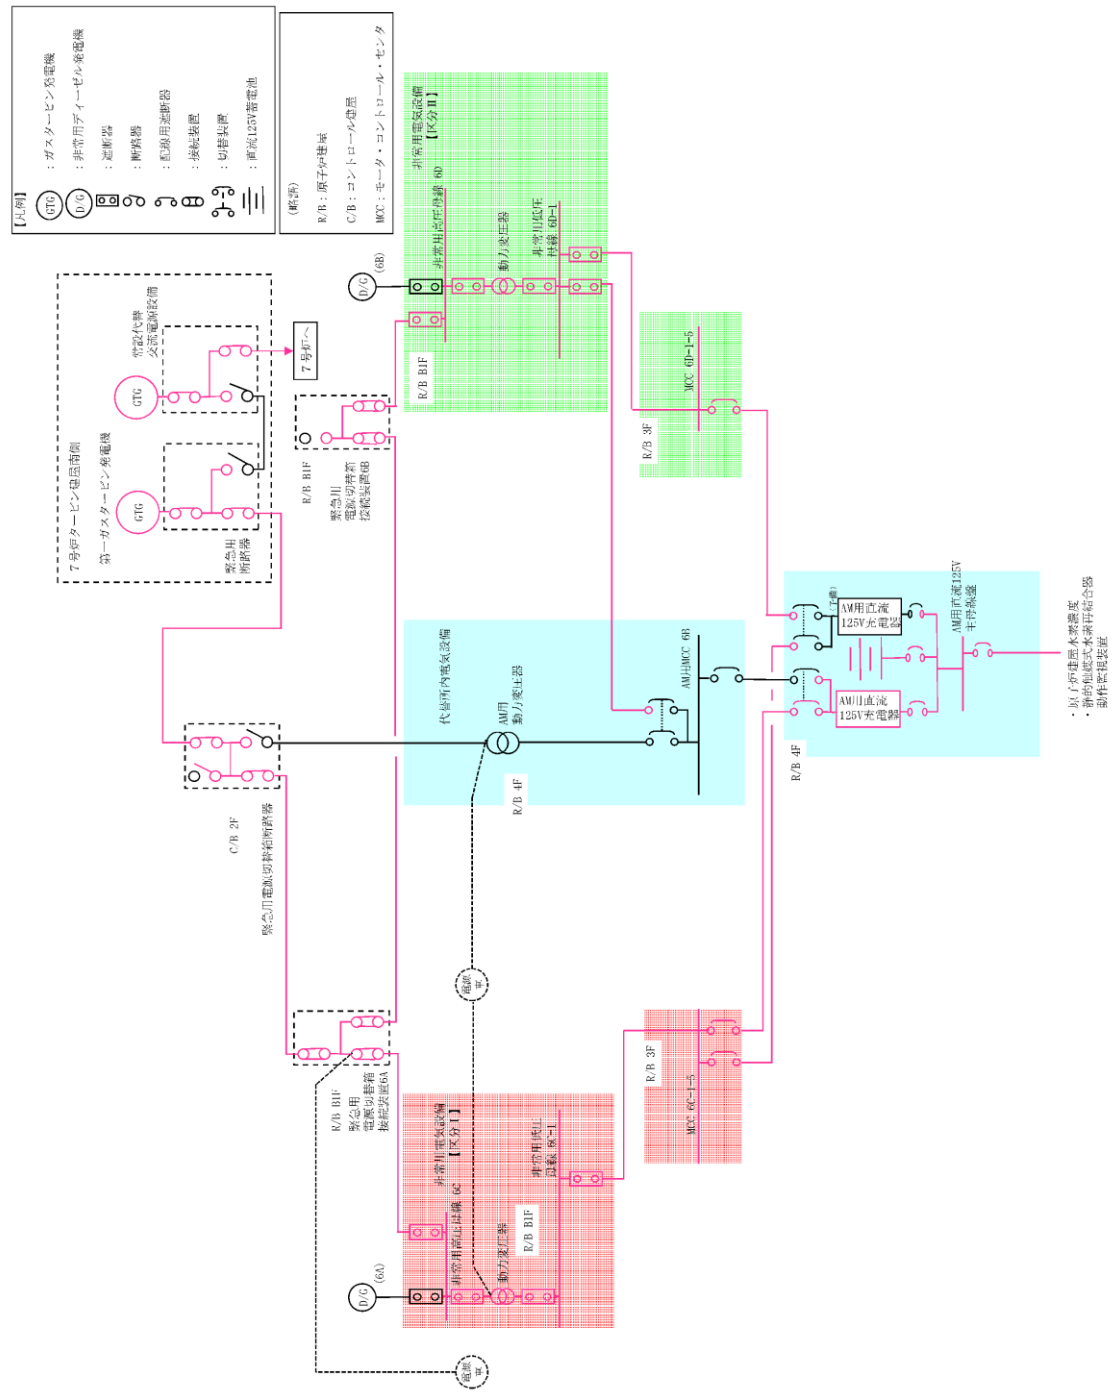 【凡例】
GTG
：ガスタービン発電機
D/G
：非常用ディーゼル発電機
：遮断器
：断路器
：配線用遮断器
：接続装置
：切替装置
：直流125V蓄電池
(略語)
R/B：原子炉建屋
C/B：コントロール建屋
MCC：モータ・コントロール・センタ
7号炉タービン建屋南側
第一ガスタービン発電機
常設代替
交流電源設備
GTG
GTG
緊急用
断路器
7号炉へ
C/B 2F
緊急用電源切替箱断路器
R/B B1F
緊急用
電源切替箱
接続装置6B
R/B B1F
緊急用
電源切替箱
接続装置6A
D/G
(6B)
非常用電気設備
【区分Ⅱ】
非常用高圧母線 6D
動力変圧器
非常用低圧
母線 6D-1
R/B B1F
R/B 3F
MCC 6D-1-5
代替所内電気設備
AM用
動力変圧器
R/B 4F
AM用MCC 6B
電源
車
D/G
(6A)
非常用電気設備
【区分Ⅰ】
非常用高圧母線 6C
動力変圧器
R/B B1F
非常用低圧
母線 6C-1
R/B 3F
MCC 6C-1-5
電源
車
R/B 4F
(予備)
AM用直流
125V充電器
AM用直流
125V充電器
AM用直流125V
主母線盤
・原子炉建屋水素濃度
・静的触媒式水素再結合器
動作監視装置